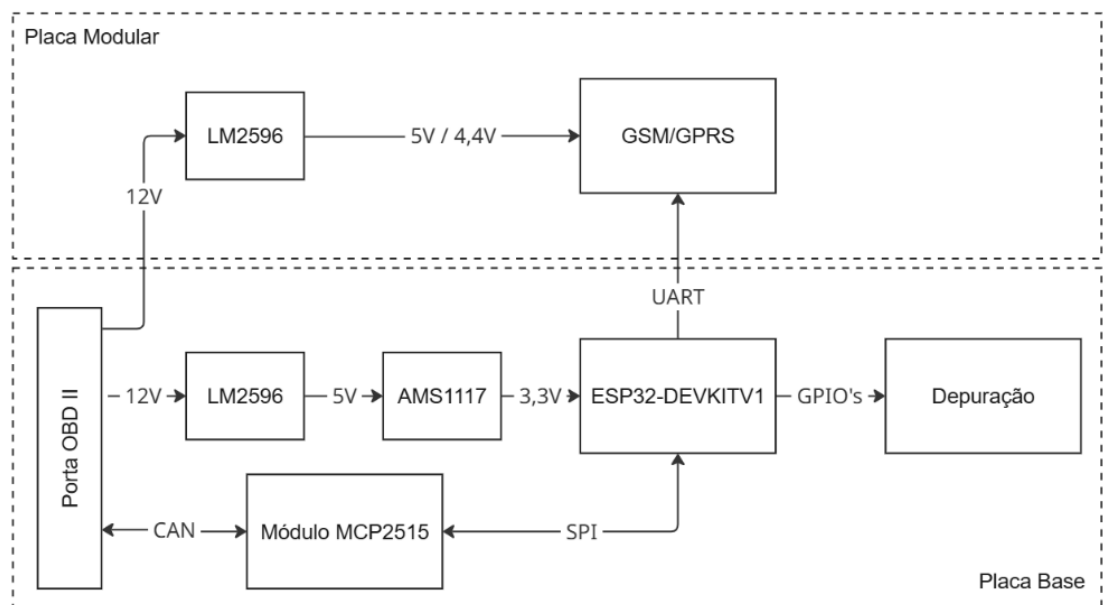 Placa Modular
LM2596
5V / 4,4V
GSM/GPRS
12V
UART
Porta OBD II
12V
LM2596
5V
AMS1117
3,3V
ESP32-DEVKITV1
GPIO's
Depuração
CAN
Módulo MCP2515
SPI
Placa Base